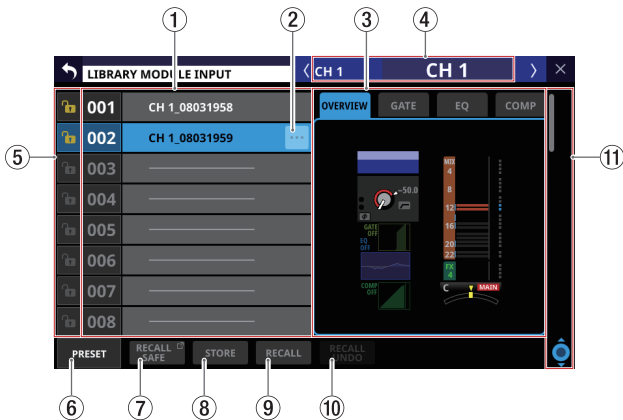 1 2 3 4
LIBRARY MODULE INPUT CH 1 CH 1
001 CH 1_08031958
002 CH 1_08031959 ...
003
004
005
006
007
008
OVERVIEW GATE EQ COMP
-50.0
Ø
GATE OFF
EQ OFF
COMP OFF
MIX
4
8
12
16
20
22
FX
4
C MAIN
5 11
PRESET RECALL SAFE STORE RECALL RECALL UNDO
6 7 8 9 10